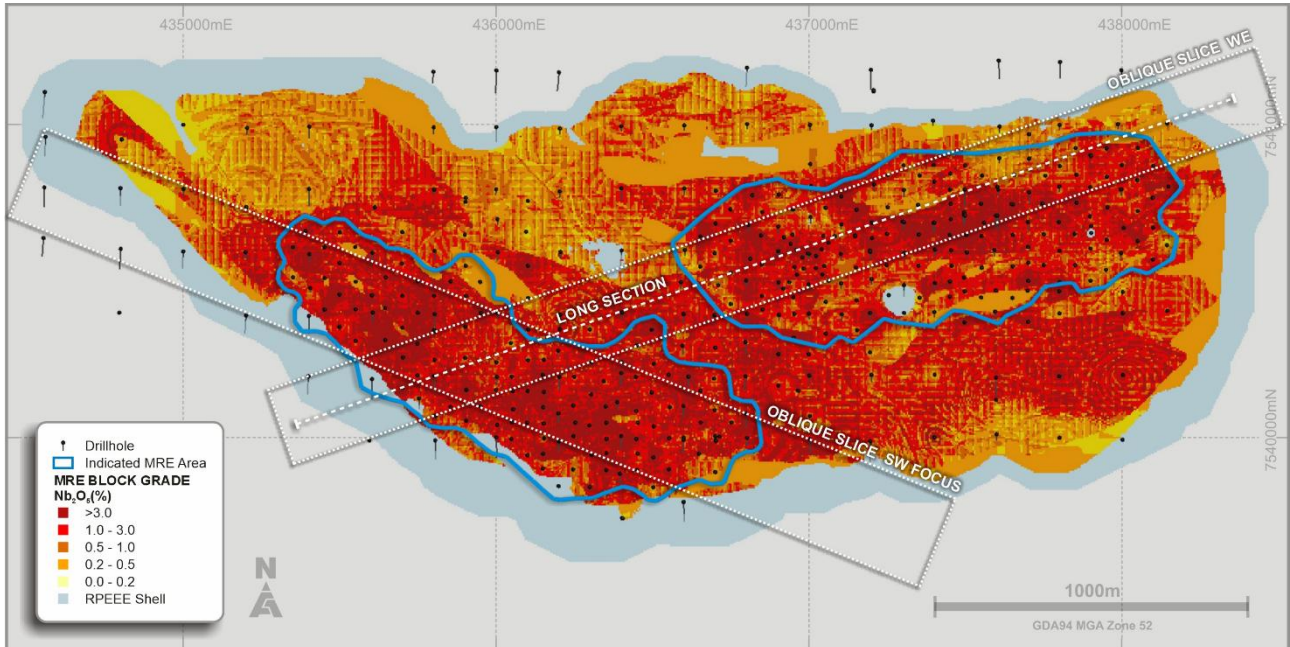 435000mE
436000mE
437000mE
438000mE
OBLIQUE SLICE WE
7541000mN
LONG SECTION
OBLIQUE SLICE SW FOCUS
7540000mN
Drillhole
Indicated MRE Area
MRE BLOCK GRADE
Nb₂O₅(%)
>3.0
1.0 - 3.0
0.5 - 1.0
0.2 - 0.5
0.0 - 0.2
RPEEE Shell
N
1000m
GDA94 MGA Zone 52